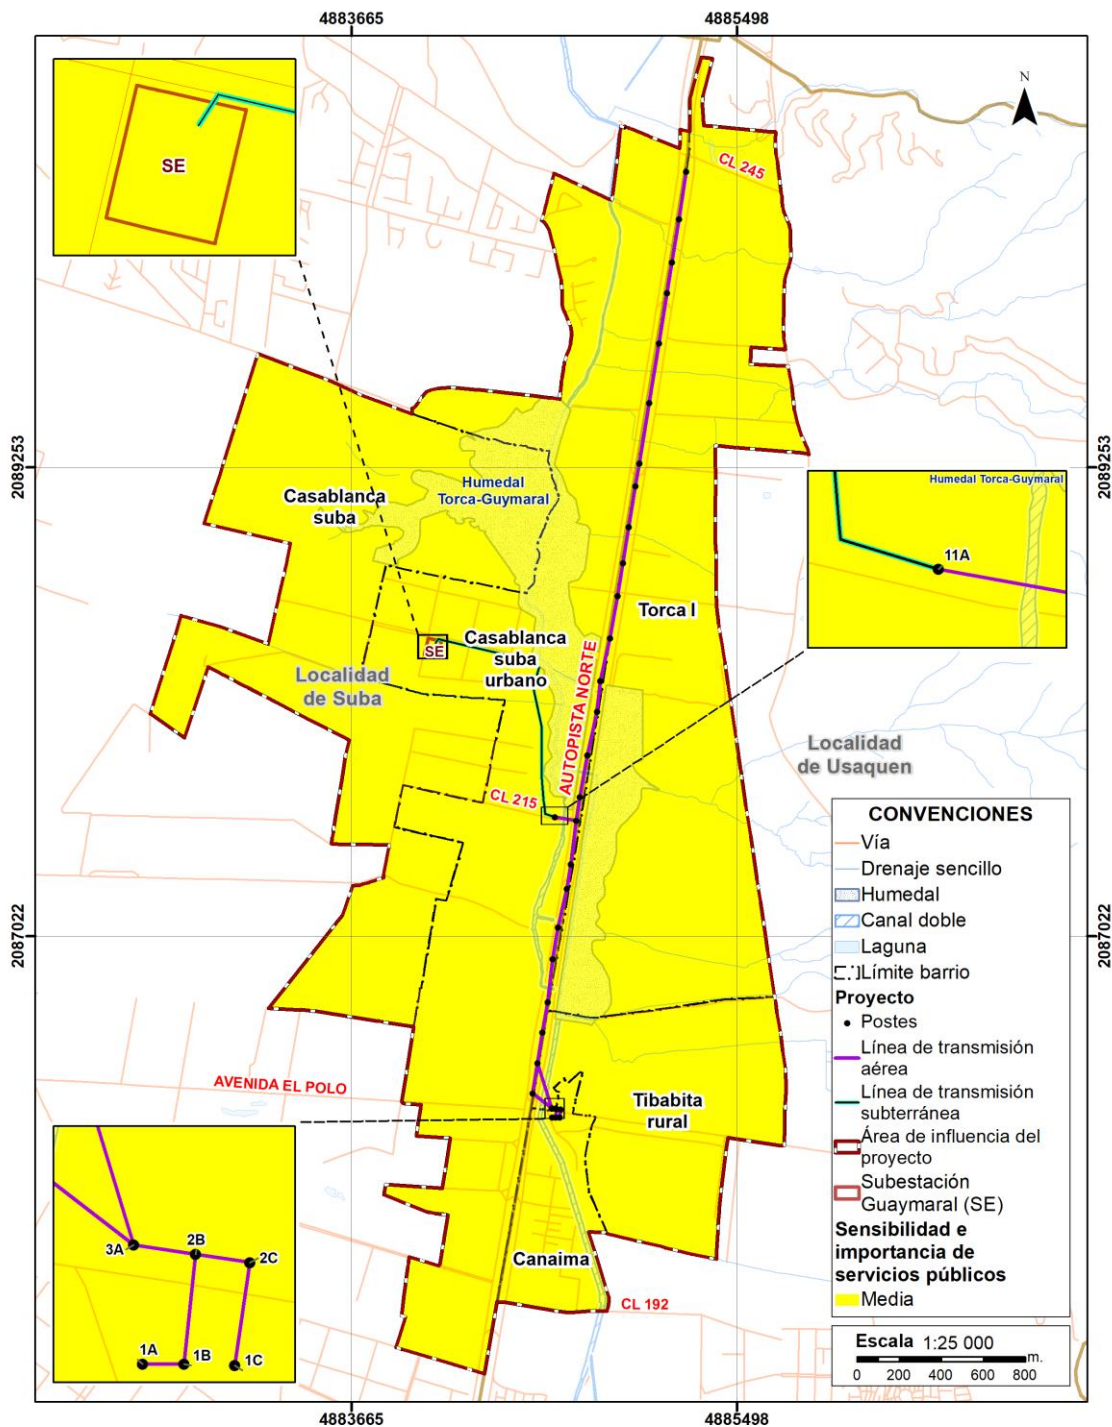 4883665
4885498
N
SE
CL 245
2089253
2089253
Humedal
Torca-Guymaral
Casablanca
suba
Humedal Torca-Guymaral
11A
Torca I
Casablanca
suba
urbano
SE
Localidad
de Suba
AUTOPISTA NORTE
Localidad
de Usaquen
CL 215
2087022
2087022
AVENIDA EL POLO
Tibabita
rural
3A
2B
2C
1A
1B
1C
Canaima
CL 192
CONVENCIONES
Vía
Drenaje sencillo
Humedal
Canal doble
Laguna
Límite barrio
Proyecto
Postes
Línea de transmisión
aérea
Línea de transmisión
subterránea
Área de influencia del
proyecto
Subestación
Guaymaral (SE)
Sensibilidad e
importancia de
servicios públicos
Media
Escala 1:25 000
m.
0 200 400 600 800
4883665
4885498